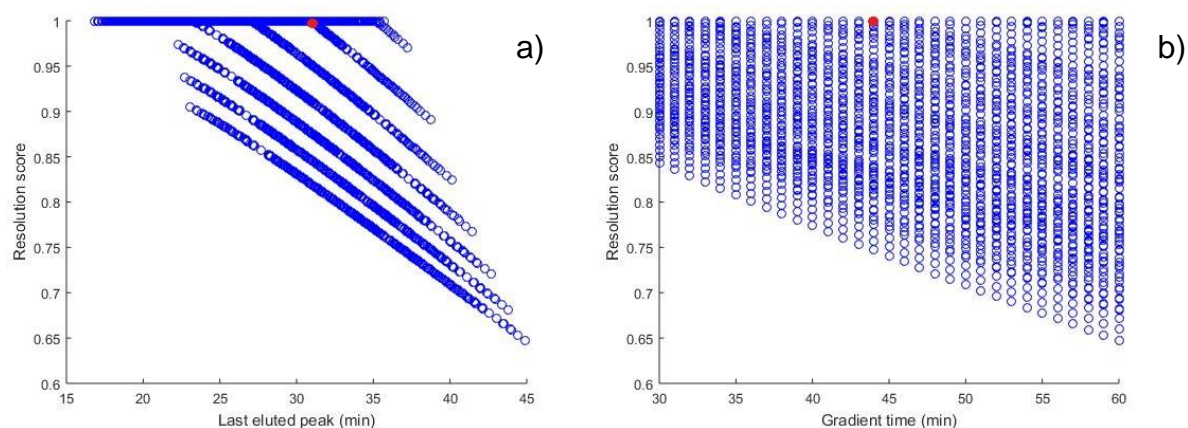 a)
1
0.95
0.9
0.85
0.8
0.75
0.7
0.65
0.6
Resolution score
15 20 25 30 35 40 45
Last eluted peak (min)
b)
1
0.95
0.9
0.85
0.8
0.75
0.7
0.65
0.6
Resolution score
30 35 40 45 50 55 60
Gradient time (min)